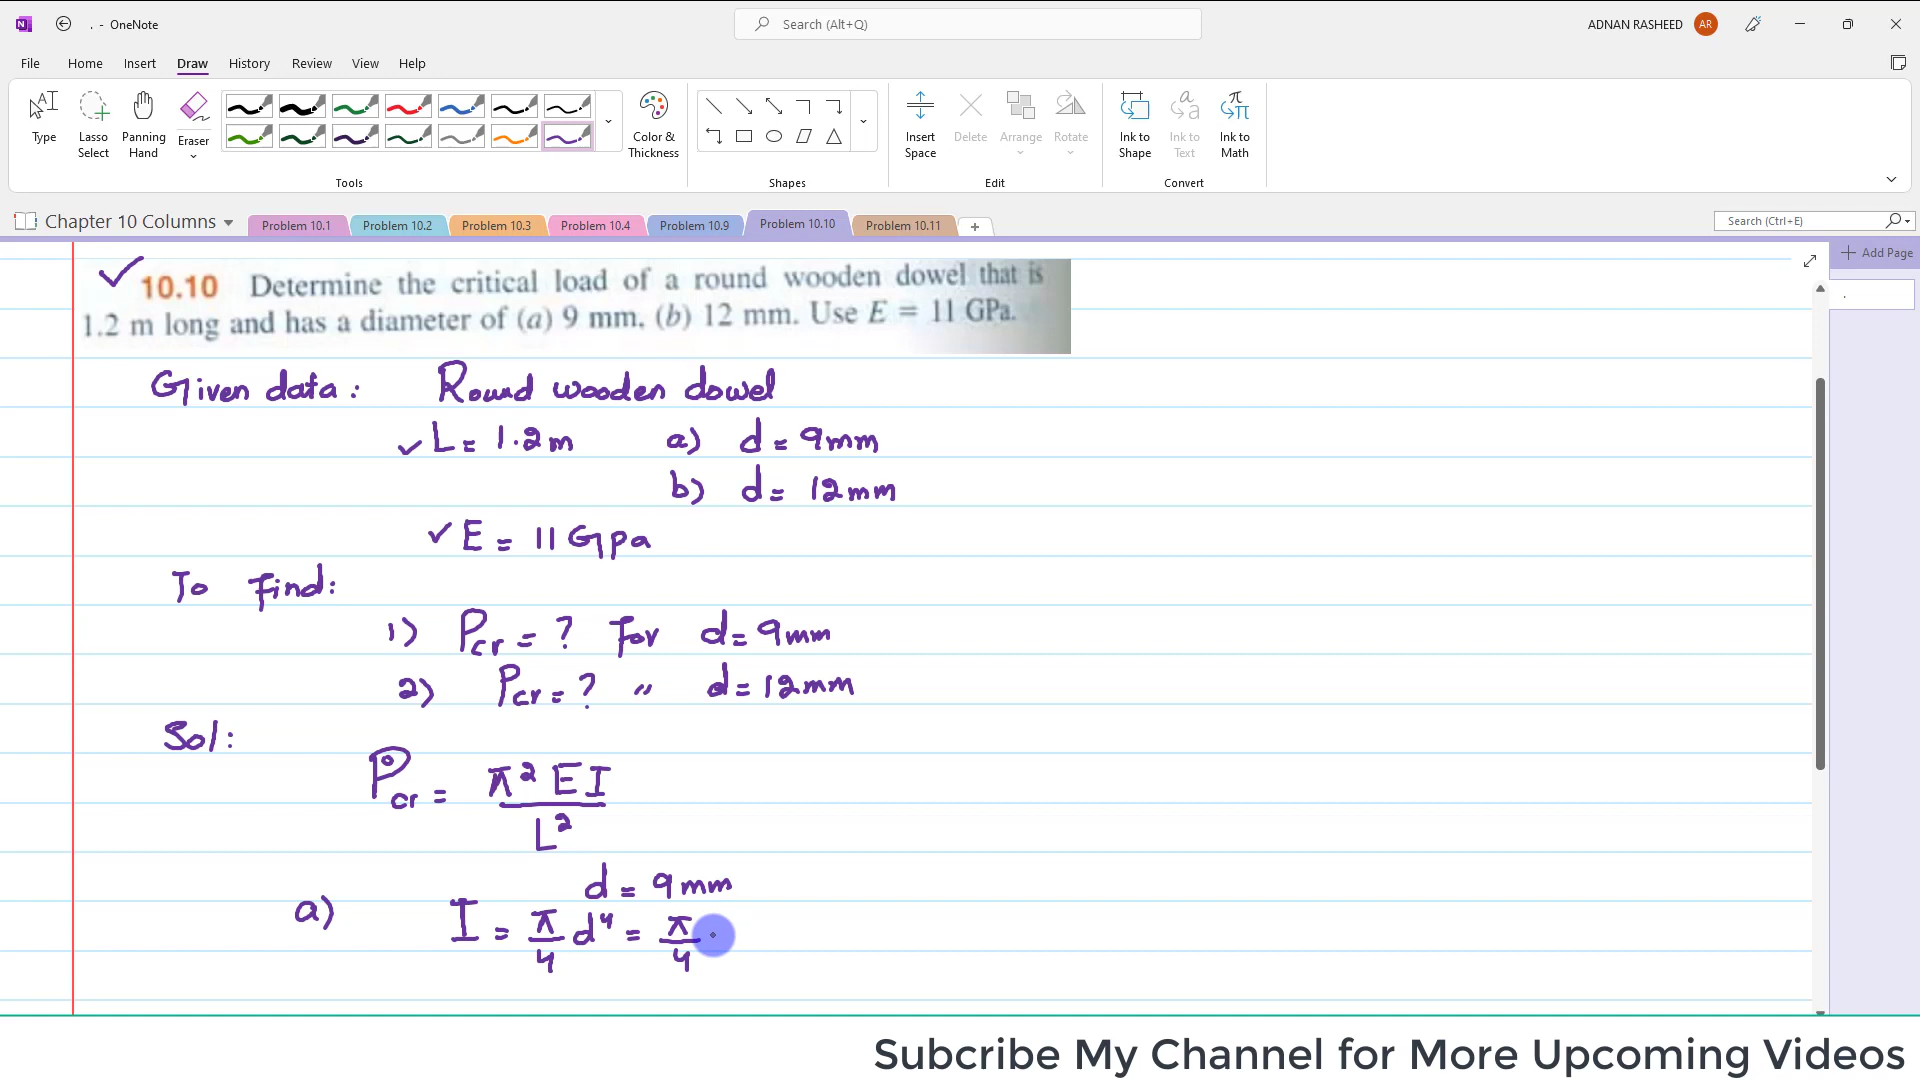 . - OneNote
Search (Alt+Q)
ADNAN RASHEED AR
File Home Insert Draw History Review View Help
Type
Lasso Select
Panning Hand
Eraser
Color & Thickness
Insert Space
Delete
Arrange
Rotate
Ink to Shape
Ink to Text
Ink to Math
Tools Shapes Edit Convert
Chapter 10 Columns
Problem 10.1 Problem 10.2 Problem 10.3 Problem 10.4 Problem 10.9 Problem 10.10 Problem 10.11 +
Search (Ctrl+E)
Add Page
10.10 Determine the critical load of a round wooden dowel that is
1.2 m long and has a diameter of (a) 9 mm, (b) 12 mm. Use E = 11 GPa.
Given data: Round wooden dowel
✓ L = 1.2 m a) d = 9mm
b) d = 12mm
✓ E = 11 Gpa
To Find:
1) Pcr = ? For d = 9mm
2) Pcr = ? " d = 12mm
Sol:
Pcr = π² EI / L²
d = 9mm
a) I = π/4 d⁴ = π/4
Subcribe My Channel for More Upcoming Videos